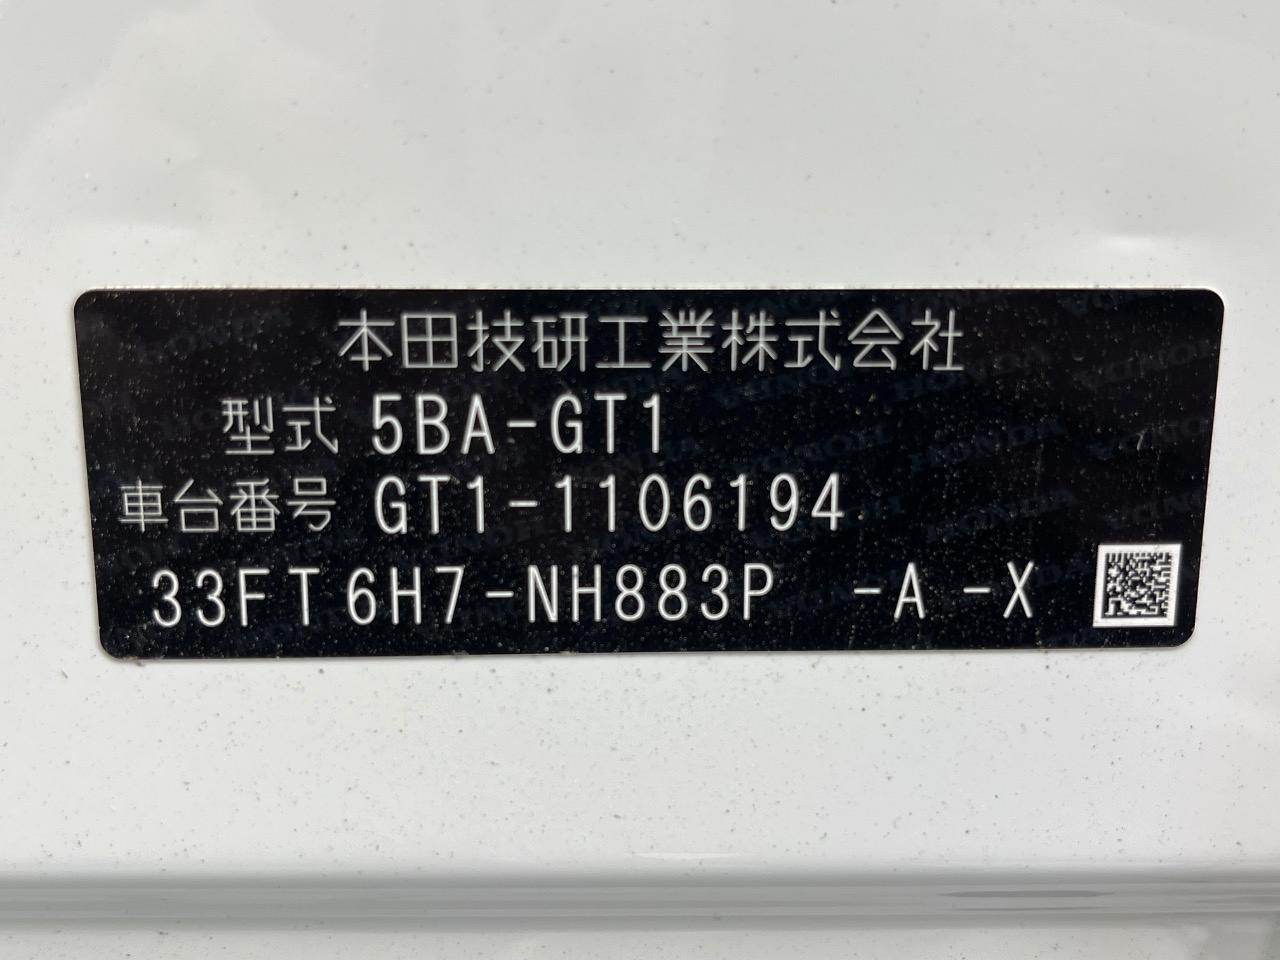 本田技研工業株式会社
型式 5BA-GT1
車台番号 GT1-1106194
33FT6H7-NH883P -A-X